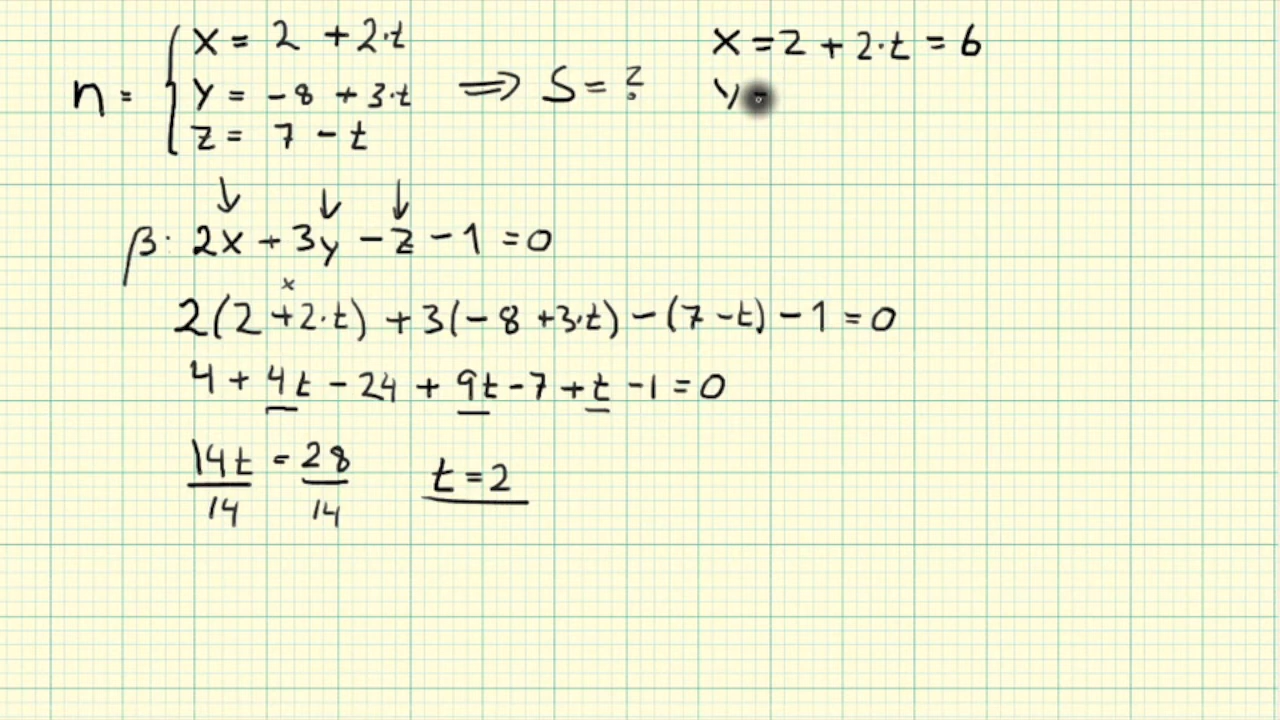 x = 2 + 2·t
n = y = -8 + 3·t ⟹ S = ?
z = 7 - t
x = 2 + 2·t = 6
y =
β: 2x + 3y - z - 1 = 0
2(2 + 2·t) + 3(-8 + 3·t) - (7 - t) - 1 = 0
4 + 4t - 24 + 9t - 7 + t - 1 = 0
14t = 28 t = 2
14 14